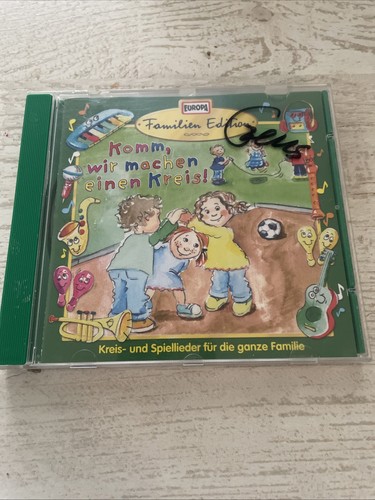 EUROPA
Familien Edition
Komm,
wir machen
einen Kreis!
Kreis- und Spiellieder für die ganze Familie